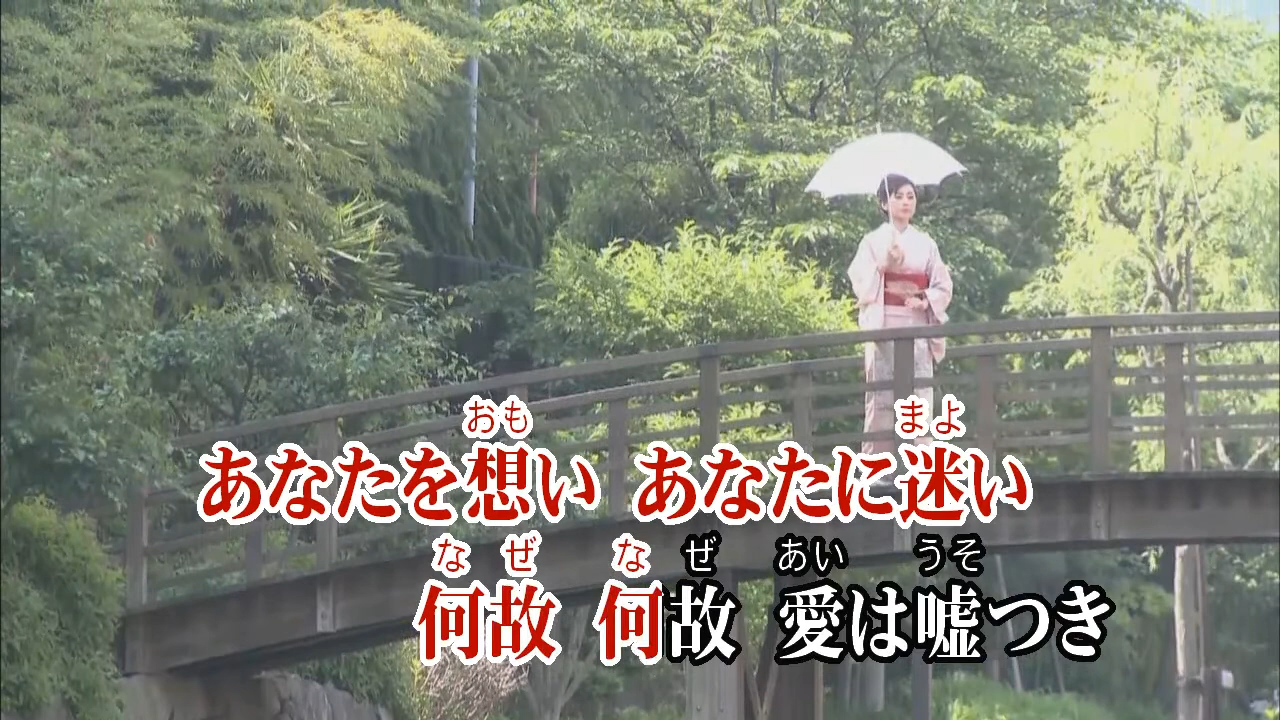 おも まよ
あなたを想い あなたに迷い
なぜ なぜ あい うそ
何故 何故 愛は嘘つき